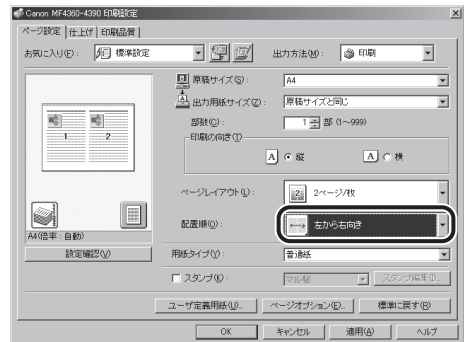 Canon MF4360-4390 印刷設定
ページ設定 仕上げ 印刷品質
お気に入り(F): 標準設定 出力方法(M): 印刷
原稿サイズ(S): A4
出力用紙サイズ(Z): 原稿サイズと同じ
部数(C): 1 部 (1~999)
印刷の向き(T)
A 縦 A 横
1 2
ページレイアウト(L): 2 2ページ/枚
配置順(O): 左から右向き
A4(倍率:自動)
設定確認(V) 用紙タイプ(Y): 普通紙
スタンプ(K): マル秘 スタンプ編集(I)...
ユーザ定義用紙(U)... ページオプション(E)... 標準に戻す(R)
OK キャンセル 適用(A) ヘルプ